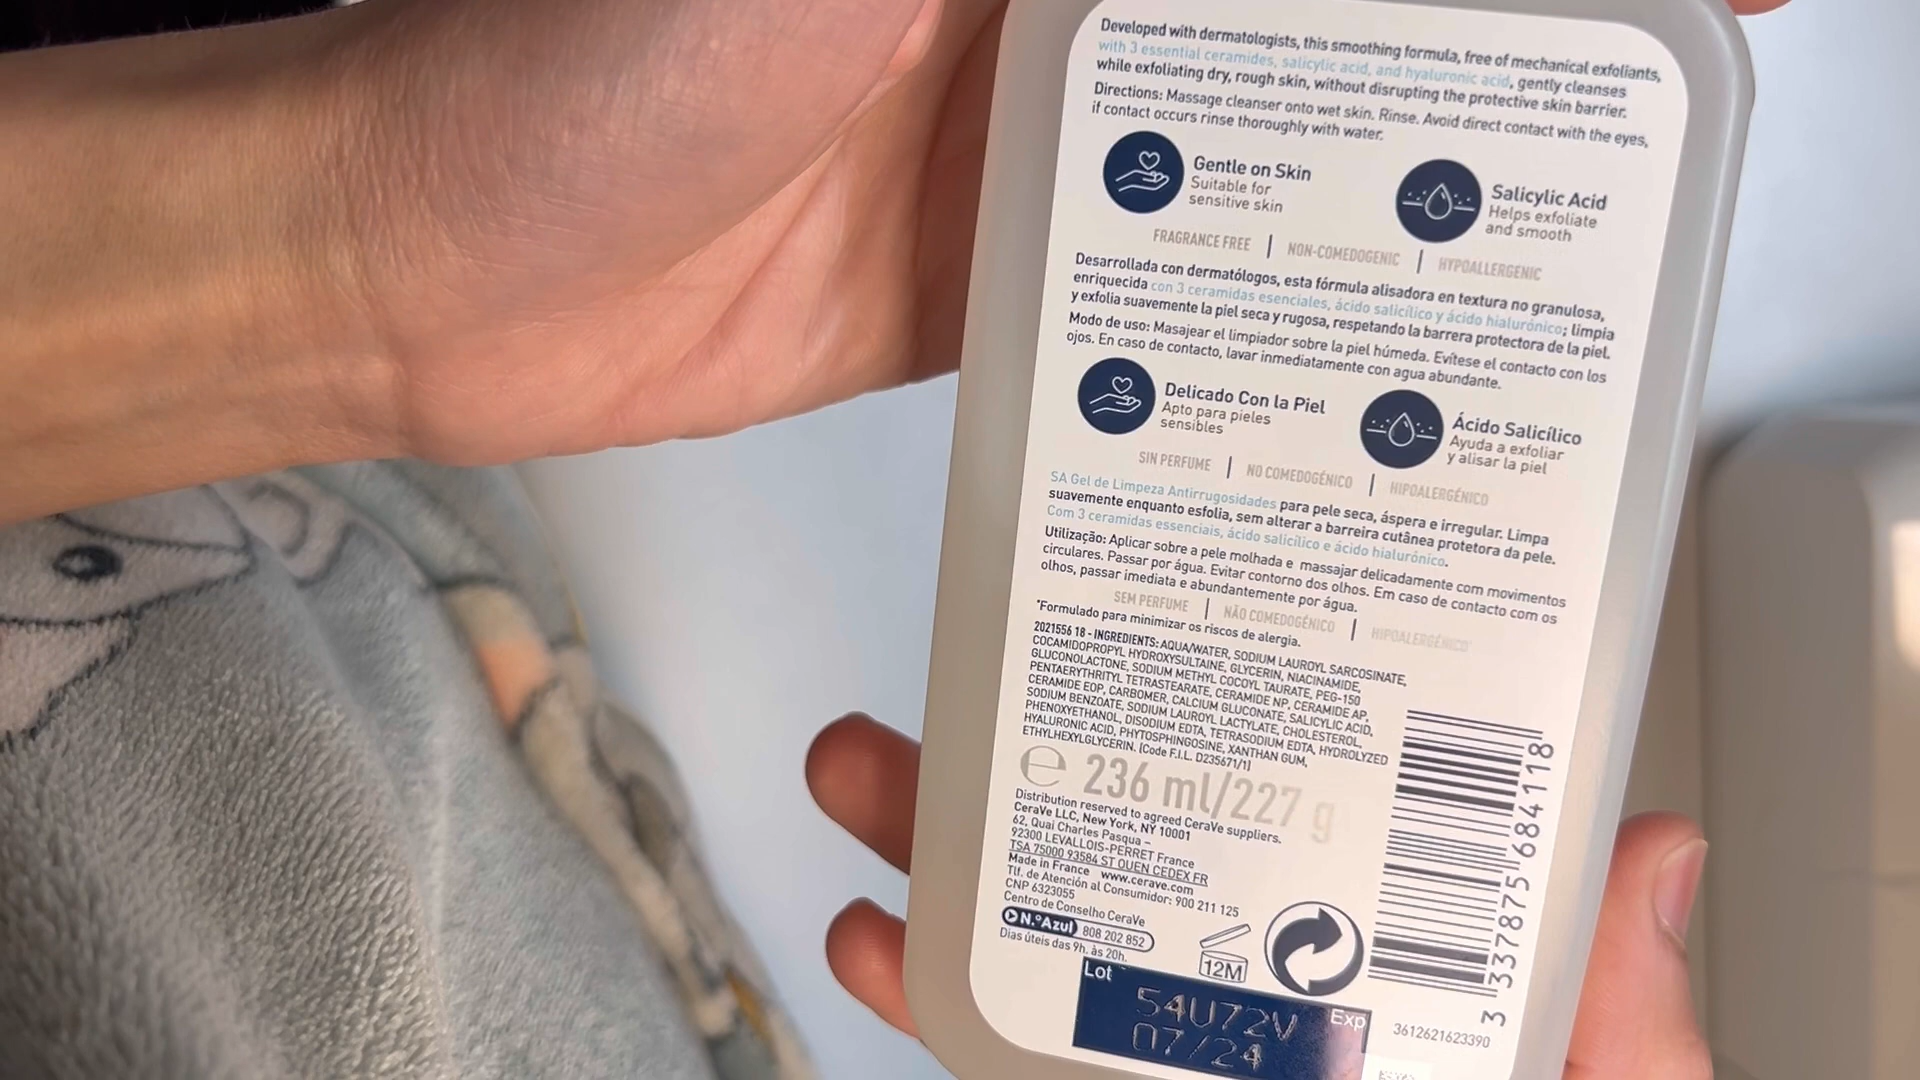 Developed with dermatologists, this smoothing formula, free of mechanical exfoliants,
with 3 essential ceramides, salicylic acid, and hyaluronic acid, gently cleanses
while exfoliating dry, rough skin, without disrupting the protective skin barrier.
Directions: Massage cleanser onto wet skin. Rinse. Avoid direct contact with the eyes,
if contact occurs rinse thoroughly with water.
Gentle on Skin
Suitable for
sensitive skin
Salicylic Acid
Helps exfoliate
and smooth
FRAGRANCE FREE | NON-COMEDOGENIC | HYPOALLERGENIC
Desarrollada con dermatólogos, esta fórmula alisadora en textura no granulosa,
enriquecida con 3 ceramidas esenciales, ácido salicílico y ácido hialurónico; limpia
y exfolia suavemente la piel seca y rugosa, respetando la barrera protectora de la piel.
Modo de uso: Masajear el limpiador sobre la piel húmeda. Evítese el contacto con los
ojos. En caso de contacto, lavar inmediatamente con agua abundante.
Delicado Con la Piel
Apto para pieles
sensibles
Ácido Salicílico
Ayuda a exfoliar
y alisar la piel
SIN PERFUME | NO COMEDOGÉNICO | HIPOALERGÉNICO
SA Gel de Limpeza Antirrugosidades para pele seca, áspera e irregular. Limpa
suavemente enquanto esfolia, sem alterar a barreira cutânea protetora da pele.
Com 3 ceramidas essenciais, ácido salicílico e ácido hialurónico.
Utilização: Aplicar sobre a pele molhada e massajar delicadamente com movimentos
circulares. Passar por água. Evitar contorno dos olhos. Em caso de contacto com os
olhos, passar imediata e abundantemente por água.
SEM PERFUME | NÃO COMEDOGÉNICO | HIPOALERGÉNICO*
*Formulado para minimizar os riscos de alergia.
2021556 18 - INGREDIENTS: AQUA/WATER, SODIUM LAUROYL SARCOSINATE,
COCAMIDOPROPYL HYDROXYSULTAINE, GLYCERIN, NIACINAMIDE,
GLUCONOLACTONE, SODIUM METHYL COCOYL TAURATE, PEG-150
PENTAERYTHRITYL TETRASTEARATE, CERAMIDE NP, CERAMIDE AP,
CERAMIDE EOP, CARBOMER, CALCIUM GLUCONATE, SALICYLIC ACID,
SODIUM BENZOATE, SODIUM LAUROYL LACTYLATE, CHOLESTEROL,
PHENOXYETHANOL, DISODIUM EDTA, TETRASODIUM EDTA, HYDROLYZED
HYALURONIC ACID, PHYTOSPHINGOSINE, XANTHAN GUM,
ETHYLHEXYLGLYCERIN. [Code F.I.L. D235671/1]
e 236 ml/227 g
Distribution reserved to agreed CeraVe suppliers.
CeraVe LLC, New York, NY 10001
62, Quai Charles Pasqua –
92300 LEVALLOIS-PERRET France
TSA 75000 93584 ST OUEN CEDEX FR
Made in France www.cerave.com
Tlf. de Atención al Consumidor: 900 211 125
CNP 6323055
Centro de Conselho CeraVe
N.ºAzul 808 202 852
Dias úteis das 9h. às 20h.
12M
3 337875 684118
3612621623390
Lot
54U72V
Exp
07/24